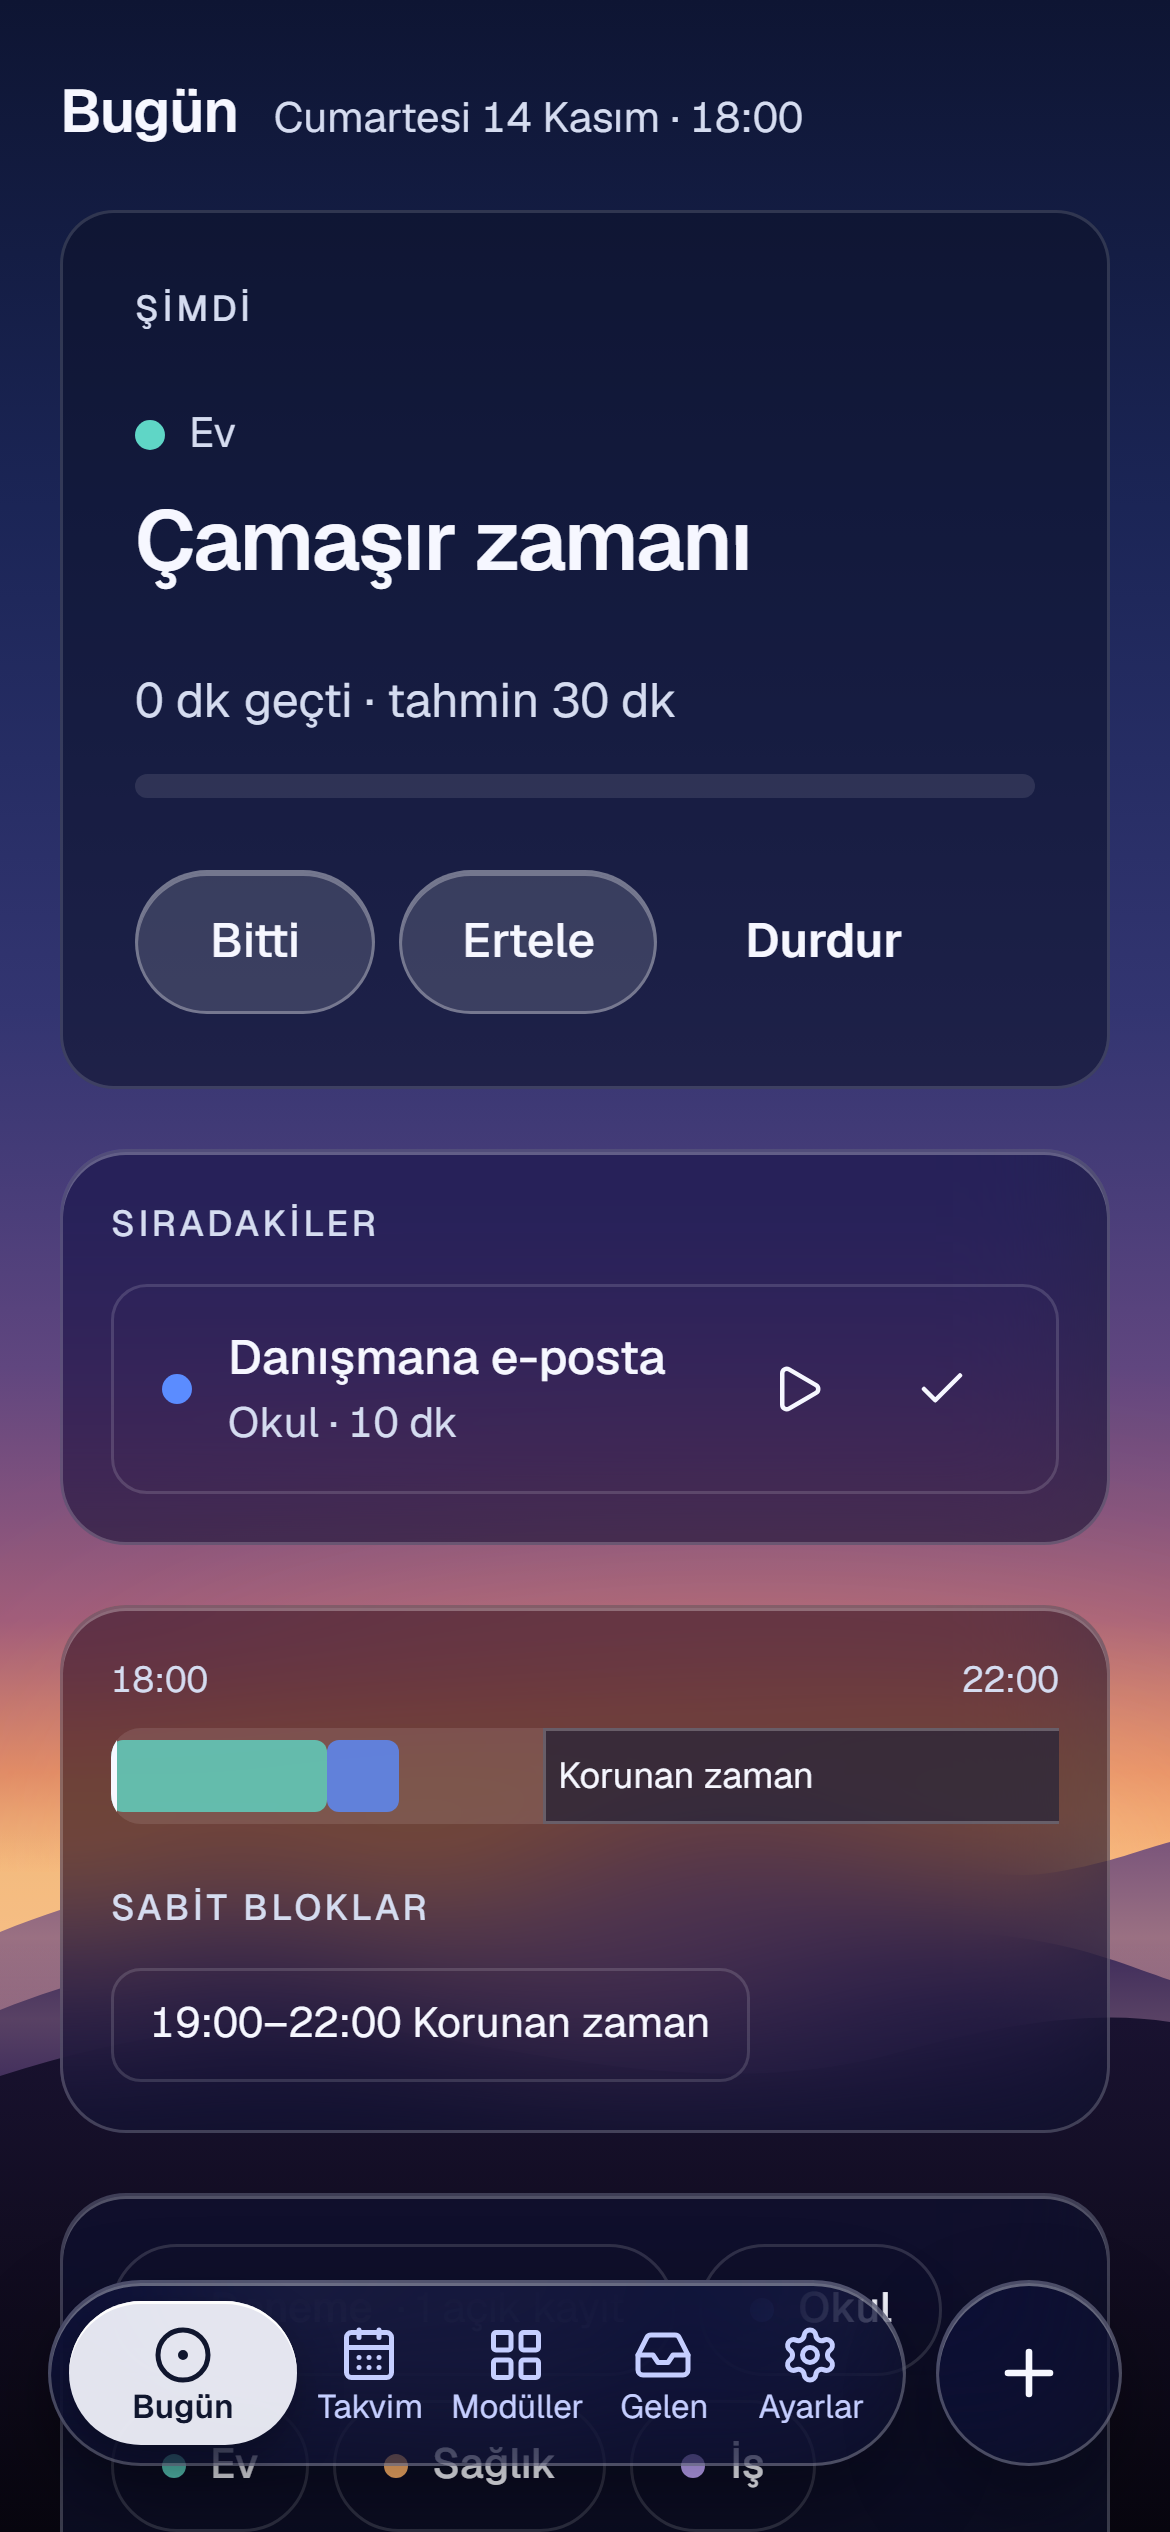 Bugün Cumartesi 14 Kasım · 18:00
ŞİMDİ
Ev
Çamaşır zamanı
0 dk geçti · tahmin 30 dk
Bitti Ertele Durdur
SIRADAKİLER
Danışmana e-posta
Okul · 10 dk
18:00 22:00
Korunan zaman
SABİT BLOKLAR
19:00–22:00 Korunan zaman
Okul
Bugün Takvim Modüller Gelen Ayarlar
Ev Sağlık İş